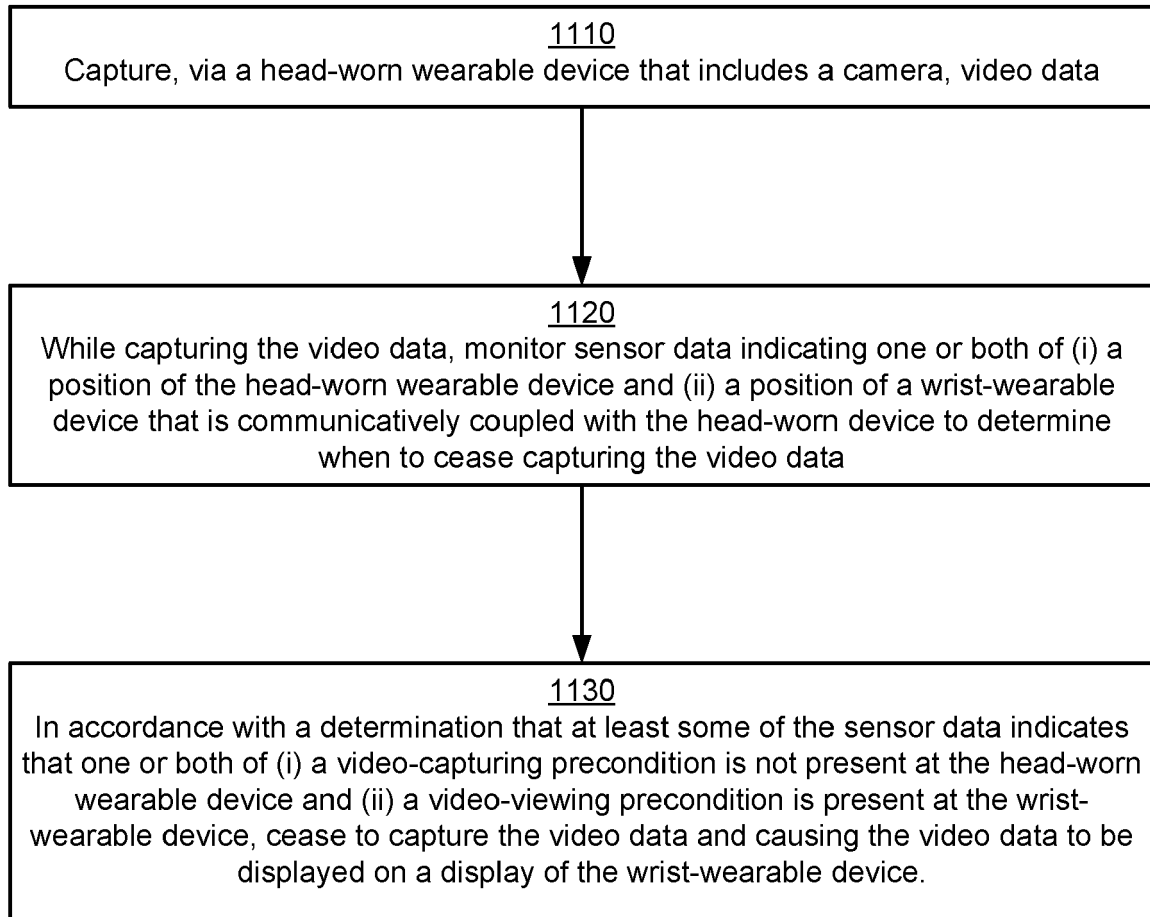 1110
Capture, via a head-worn wearable device that includes a camera, video data
1120
While capturing the video data, monitor sensor data indicating one or both of (i) a
position of the head-worn wearable device and (ii) a position of a wrist-wearable
device that is communicatively coupled with the head-worn device to determine
when to cease capturing the video data
1130
In accordance with a determination that at least some of the sensor data indicates
that one or both of (i) a video-capturing precondition is not present at the head-worn
wearable device and (ii) a video-viewing precondition is present at the wrist-
wearable device, cease to capture the video data and causing the video data to be
displayed on a display of the wrist-wearable device.